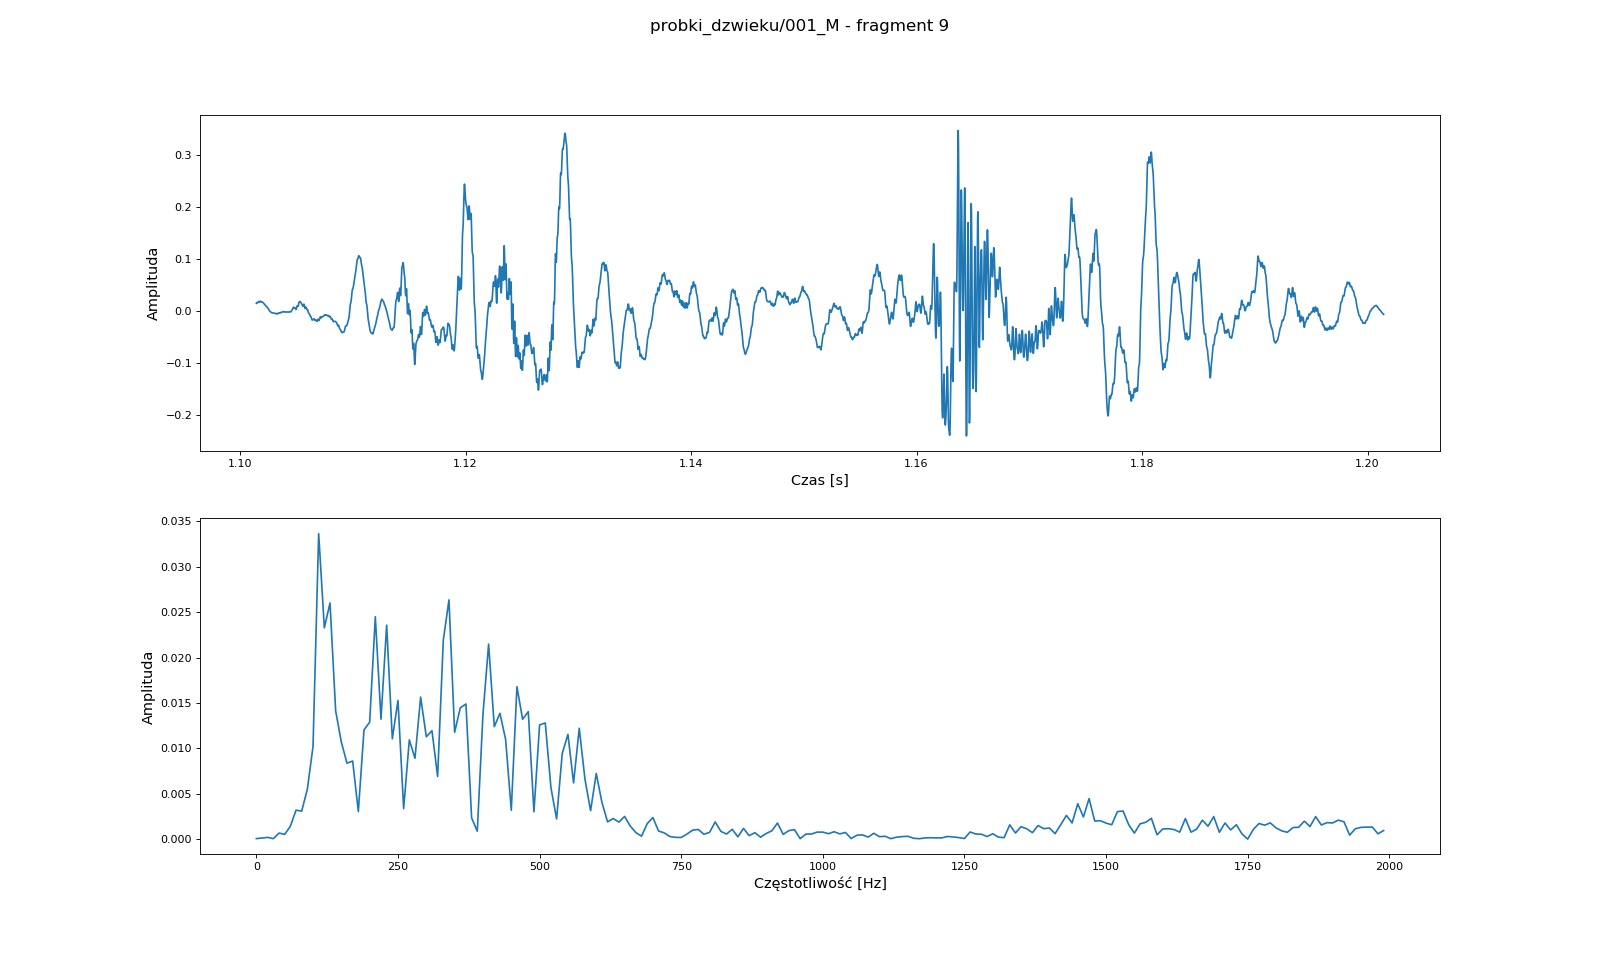 probki_dzwieku/001_M - fragment 9
Amplituda
0.3
0.2
0.1
0.0
−0.1
−0.2
1.10 1.12 1.14 1.16 1.18 1.20
Czas [s]
Amplituda
0.035
0.030
0.025
0.020
0.015
0.010
0.005
0.000
0 250 500 750 1000 1250 1500 1750 2000
Częstotliwość [Hz]